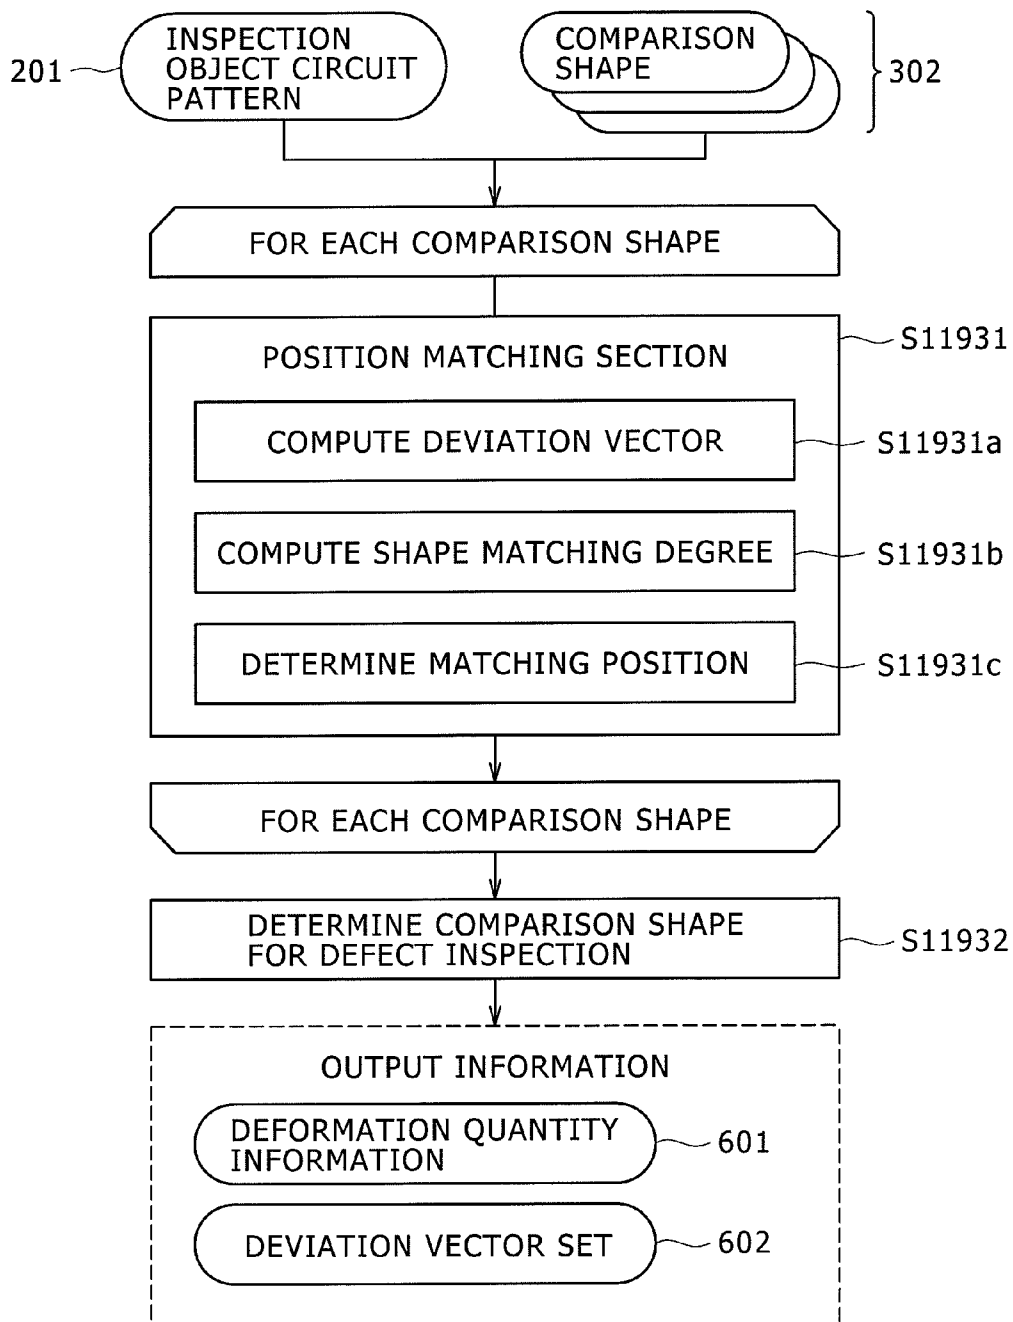 201
INSPECTION
OBJECT CIRCUIT
PATTERN
COMPARISON
SHAPE
302
FOR EACH COMPARISON SHAPE
POSITION MATCHING SECTION
S11931
COMPUTE DEVIATION VECTOR
S11931a
COMPUTE SHAPE MATCHING DEGREE
S11931b
DETERMINE MATCHING POSITION
S11931c
FOR EACH COMPARISON SHAPE
DETERMINE COMPARISON SHAPE
FOR DEFECT INSPECTION
S11932
OUTPUT INFORMATION
DEFORMATION QUANTITY
INFORMATION
601
DEVIATION VECTOR SET
602